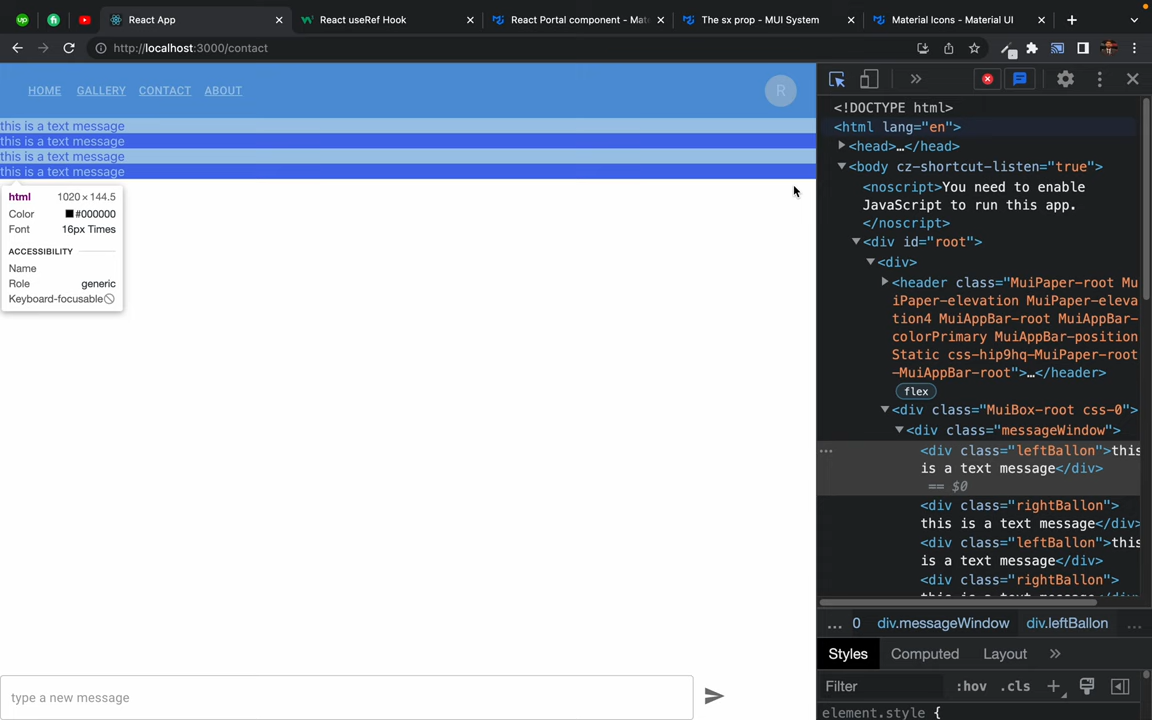 React App
React useRef Hook
React Portal component - Mate
The sx prop - MUI System
Material Icons - Material UI
http://localhost:3000/contact
HOME
GALLERY
CONTACT
ABOUT
R
this is a text message
this is a text message
this is a text message
this is a text message
html 1020 × 144.5
Color #000000
Font 16px Times
ACCESSIBILITY
Name
Role generic
Keyboard-focusable
type a new message
<!DOCTYPE html>
<html lang="en">
<head>…</head>
<body cz-shortcut-listen="true">
<noscript>You need to enable
JavaScript to run this app.
</noscript>
<div id="root">
<div>
<header class="MuiPaper-root Mu
iPaper-elevation MuiPaper-eleva
tion4 MuiAppBar-root MuiAppBar-
colorPrimary MuiAppBar-position
Static css-hip9hq-MuiPaper-root
-MuiAppBar-root">…</header>
flex
<div class="MuiBox-root css-0">
<div class="messageWindow">
<div class="leftBallon">this
is a text message</div>
== $0
<div class="rightBallon">
this is a text message</div>
<div class="leftBallon">this
is a text message</div>
<div class="rightBallon">
this is a text message</div>
... 0 div.messageWindow div.leftBallon ...
Styles
Computed
Layout
Filter
:hov
.cls
element.style {